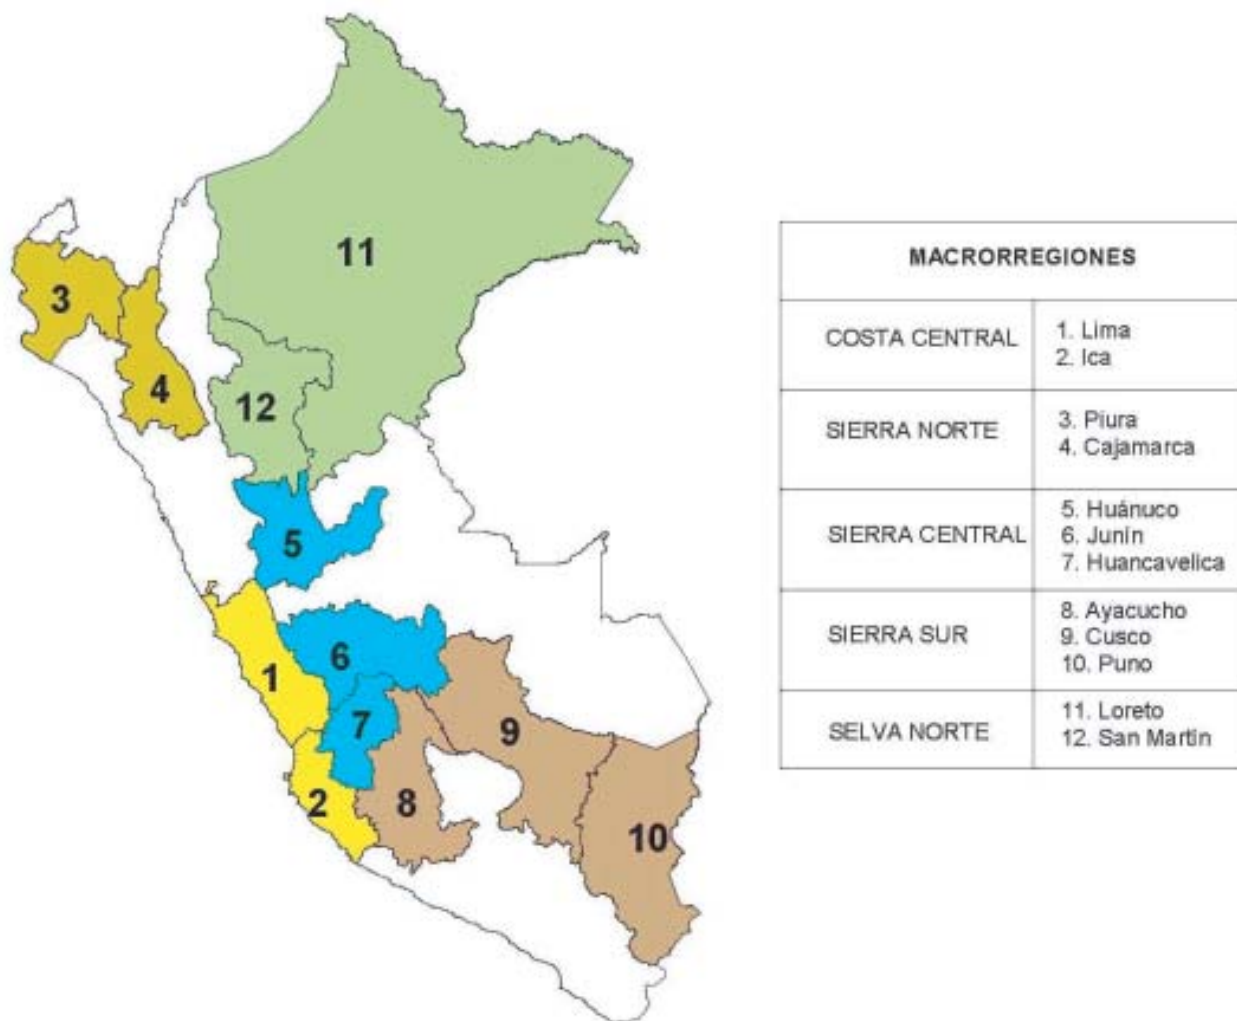 11
3
4
12
5
6
1
7
9
2
8
10
MACRORREGIONES
COSTA CENTRAL
1. Lima
2. Ica
SIERRA NORTE
3. Piura
4. Cajamarca
SIERRA CENTRAL
5. Huánuco
6. Junín
7. Huancavelica
SIERRA SUR
8. Ayacucho
9. Cusco
10. Puno
SELVA NORTE
11. Loreto
12. San Martín